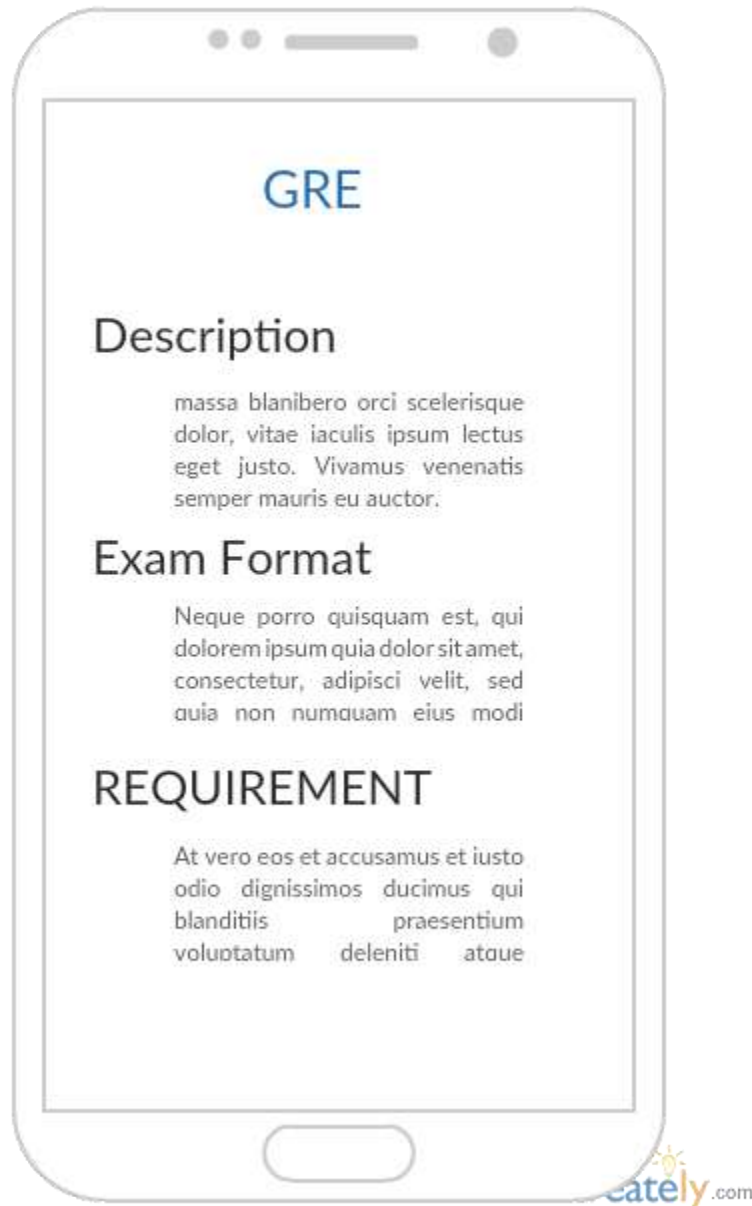 GRE
Description
massa blanibero orci scelerisque
dolor, vitae iaculis ipsum lectus
eget justo. Vivamus venenatis
semper mauris eu auctor.
Exam Format
Neque porro quisquam est, qui
dolorem ipsum quia dolor sit amet,
consectetur, adipisci velit, sed
quia non numquam eius modi
REQUIREMENT
At vero eos et accusamus et iusto
odio dignissimos ducimus qui
blanditiis praesentium
voluptatum deleniti atque
eately.com